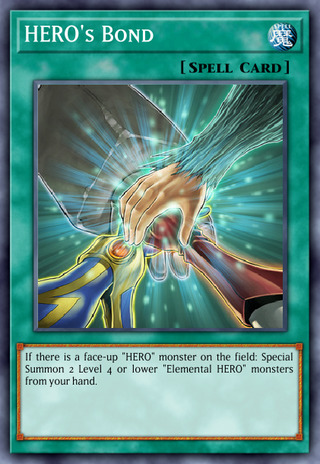 HERO's Bond
魔
[SPELL CARD]
If there is a face-up "HERO" monster on the field: Special
Summon 2 Level 4 or lower "Elemental HERO" monsters
from your hand.